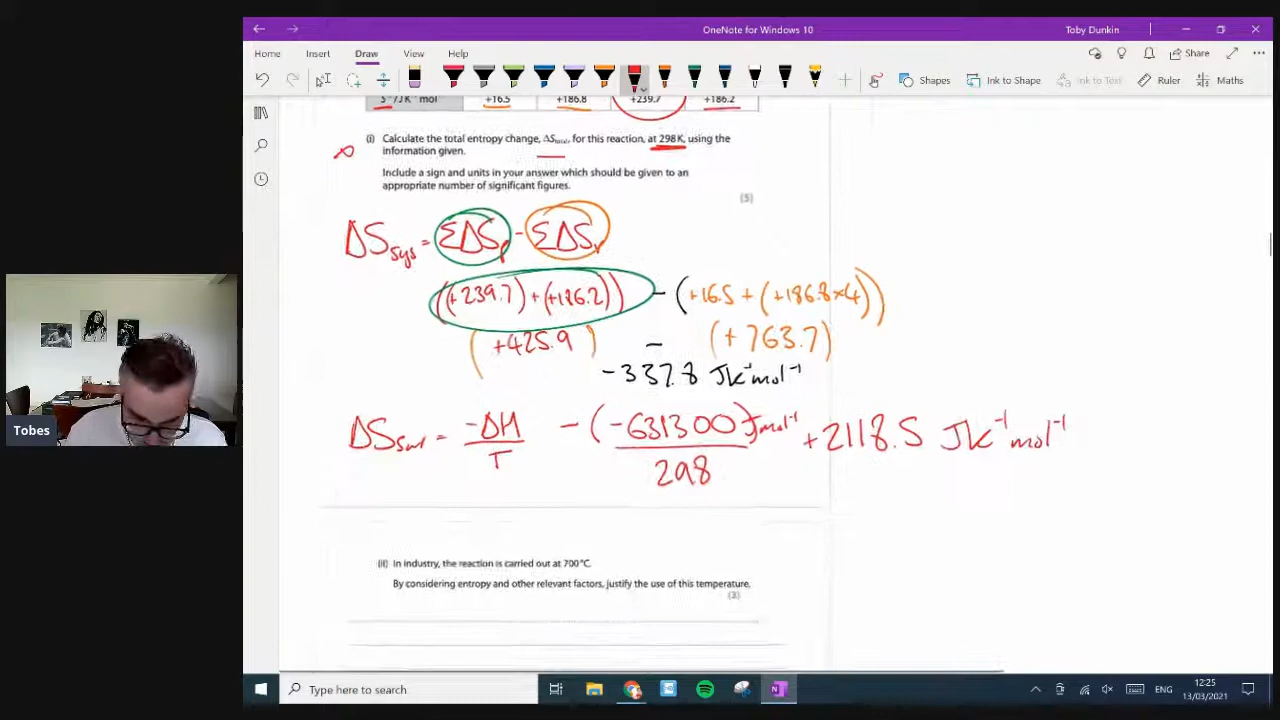 OneNote for Windows 10
Toby Dunkin
Home Insert Draw View Help
Share
Shapes Ink to Shape Ink to Text Ruler Maths
S⦵/J K⁻¹ mol +16.5 +186.8 +239.7 +186.2
(i) Calculate the total entropy change, ΔStotal, for this reaction, at 298 K, using the
information given.
Include a sign and units in your answer which should be given to an
appropriate number of significant figures.
(5)
ΔSsys = ΣΔSp - ΣΔSr
((+239.7) + (+186.2)) - (+16.5 + (+186.8×4))
(+425.9) - (+763.7)
-337.8 JK⁻¹mol⁻¹
ΔSsurr = -ΔH/T -(-631300)Jmol⁻¹/298 +2118.5 JK⁻¹mol⁻¹
(ii) In industry, the reaction is carried out at 700°C.
By considering entropy and other relevant factors, justify the use of this temperature.
(3)
Tobes
Type here to search
ENG
12:25
13/03/2021